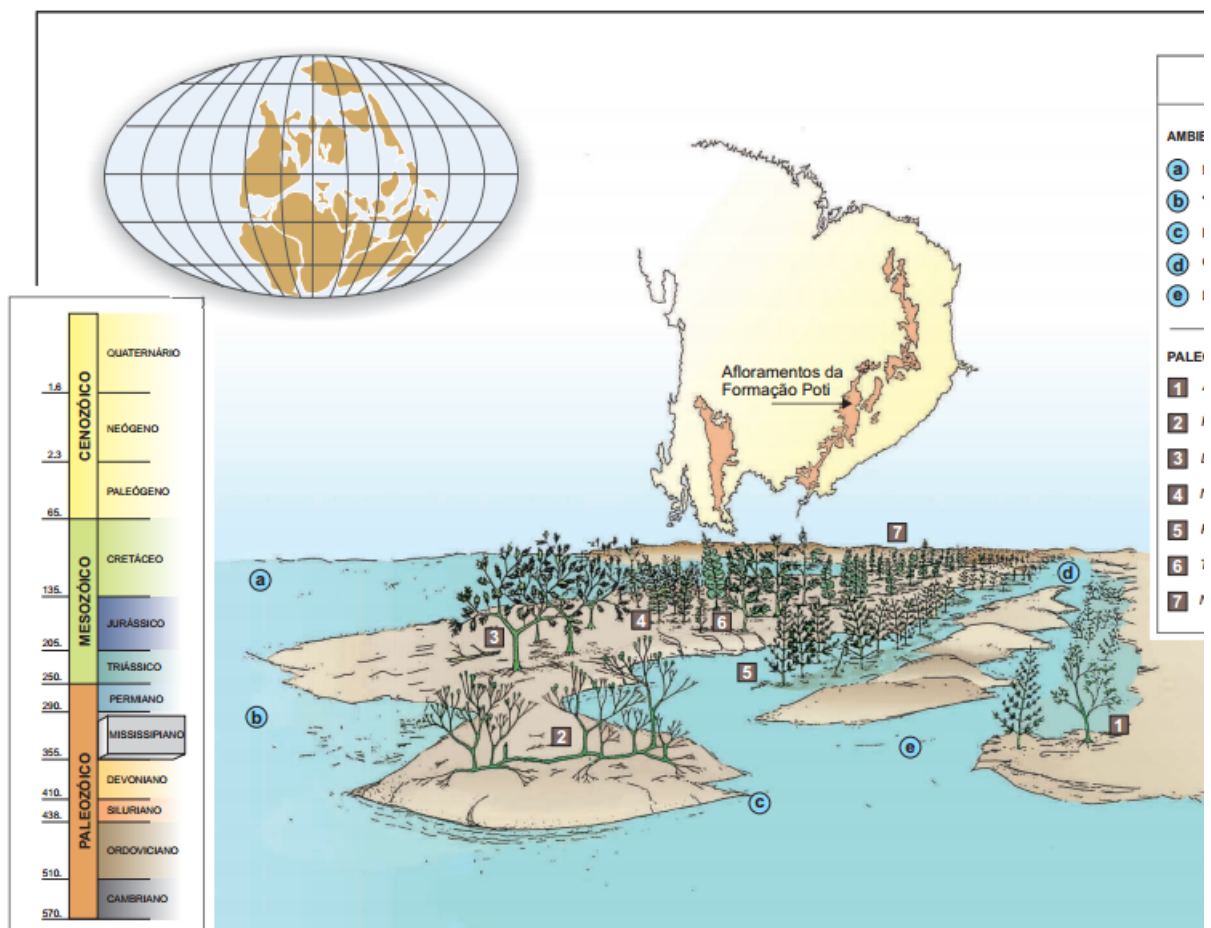 CENOZÓICO
QUATERNÁRIO
1.6
NEÓGENO
2.3
PALEÓGENO
65.
MESOZÓICO
CRETÁCEO
135.
JURÁSSICO
205.
TRIÁSSICO
250.
PALEOZÓICO
PERMIANO
290.
MISSISSIPIANO
355.
DEVONIANO
410.
SILURIANO
438.
ORDOVICIANO
510.
CAMBRIANO
570.
Afloramentos da
Formação Poti
a
b
c
d
e
1
2
3
4
5
6
7
AMBIE
a
b
c
d
e
PALE
1
2
3
4
5
6
7